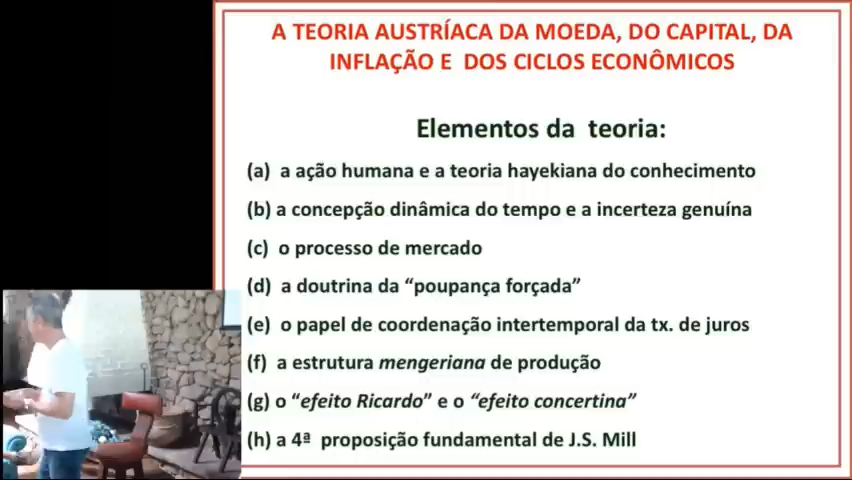 A TEORIA AUSTRÍACA DA MOEDA, DO CAPITAL, DA
INFLAÇÃO E DOS CICLOS ECONÔMICOS
Elementos da teoria:
(a) a ação humana e a teoria hayekiana do conhecimento
(b) a concepção dinâmica do tempo e a incerteza genuína
(c) o processo de mercado
(d) a doutrina da “poupança forçada”
(e) o papel de coordenação intertemporal da tx. de juros
(f) a estrutura mengeriana de produção
(g) o “efeito Ricardo” e o “efeito concertina”
(h) a 4ª proposição fundamental de J.S. Mill